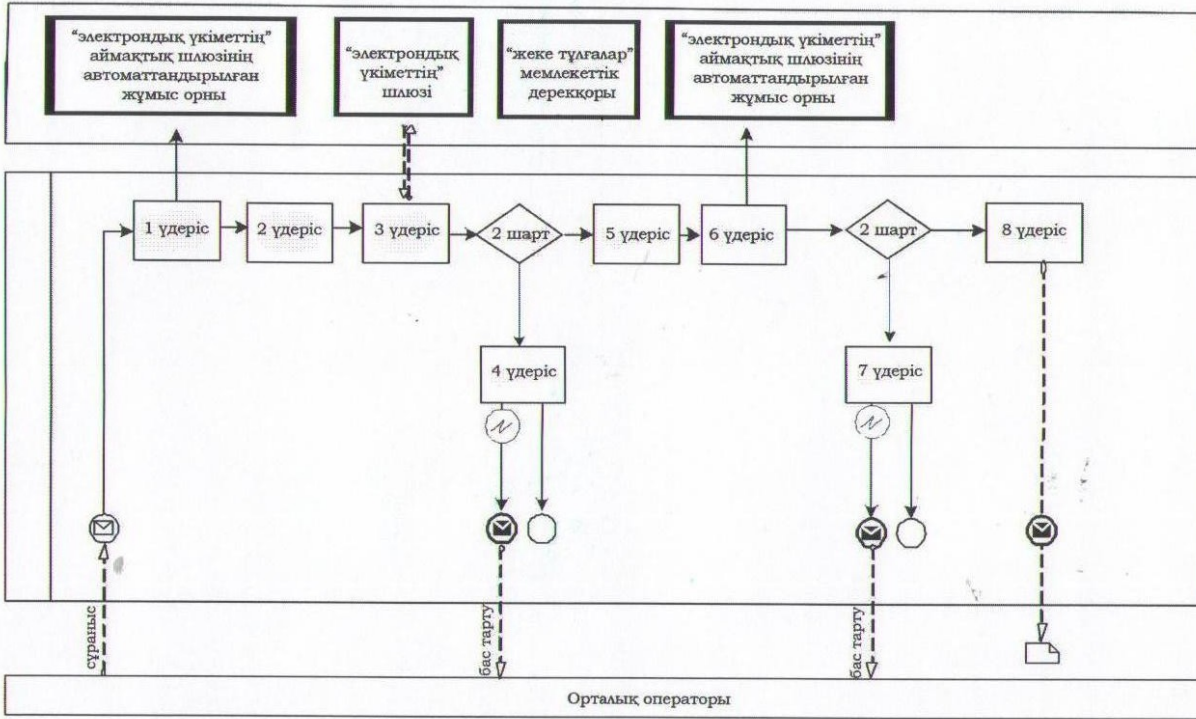 “электрондық үкіметтің”
аймақтық шлюзінің
автоматтандырылған
жұмыс орны
“электрондық
үкіметтің”
шлюзі
“жеке тұлғалар”
мемлекеттік
дерекқоры
“электрондық үкіметтің”
аймақтық шлюзінің
автоматтандырылған
жұмыс орны
1 үдеріс
2 үдеріс
3 үдеріс
2 шарт
5 үдеріс
6 үдеріс
2 шарт
8 үдеріс
4 үдеріс
7 үдеріс
сұраныс
бас тарту
бас тарту
Орталық операторы